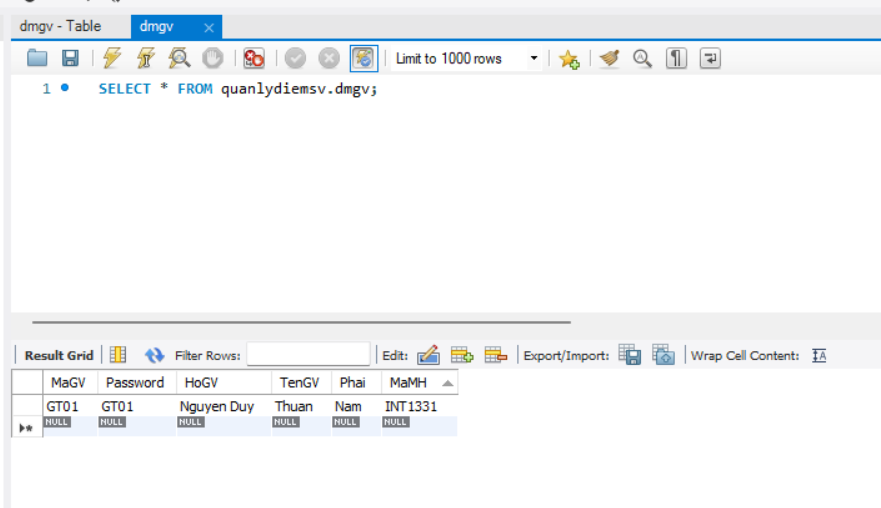 dmgv - Table dmgv
Limit to 1000 rows
1 SELECT * FROM quanlydiemsv.dmgv;
Result Grid Filter Rows: Edit: Export/Import: Wrap Cell Content: IA
MaGV Password HoGV TenGV Phai MaMH
GT01 GT01 Nguyen Duy Thuan Nam INT1331
NULL NULL NULL NULL NULL NULL